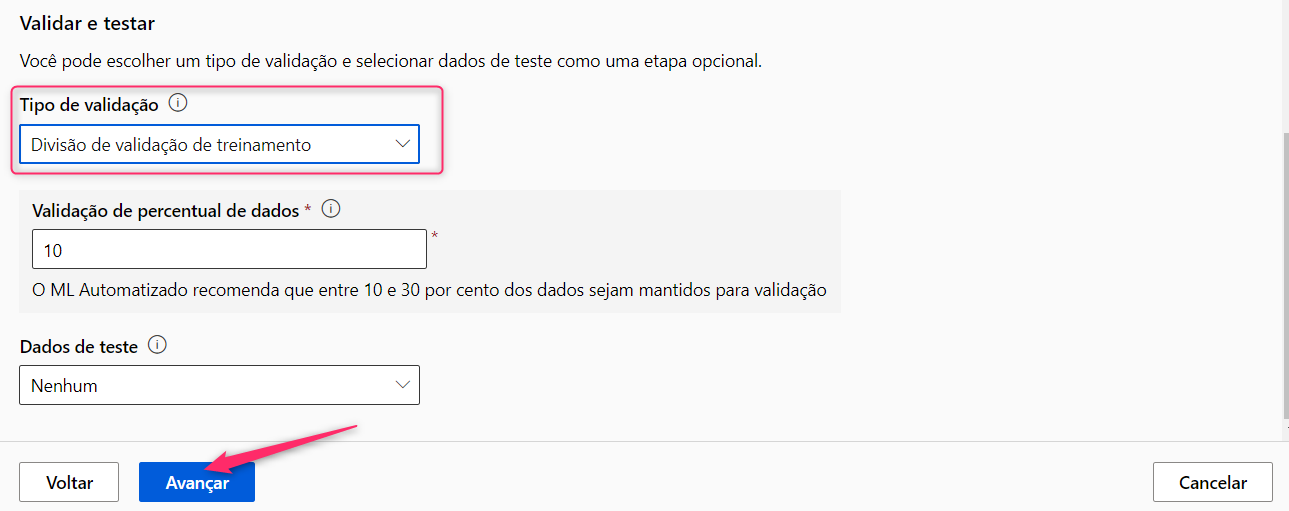 Validar e testar
Você pode escolher um tipo de validação e selecionar dados de teste como uma etapa opcional.
Tipo de validação
Divisão de validação de treinamento
Validação de percentual de dados *
10
*
O ML Automatizado recomenda que entre 10 e 30 por cento dos dados sejam mantidos para validação
Dados de teste
Nenhum
Voltar
Avançar
Cancelar